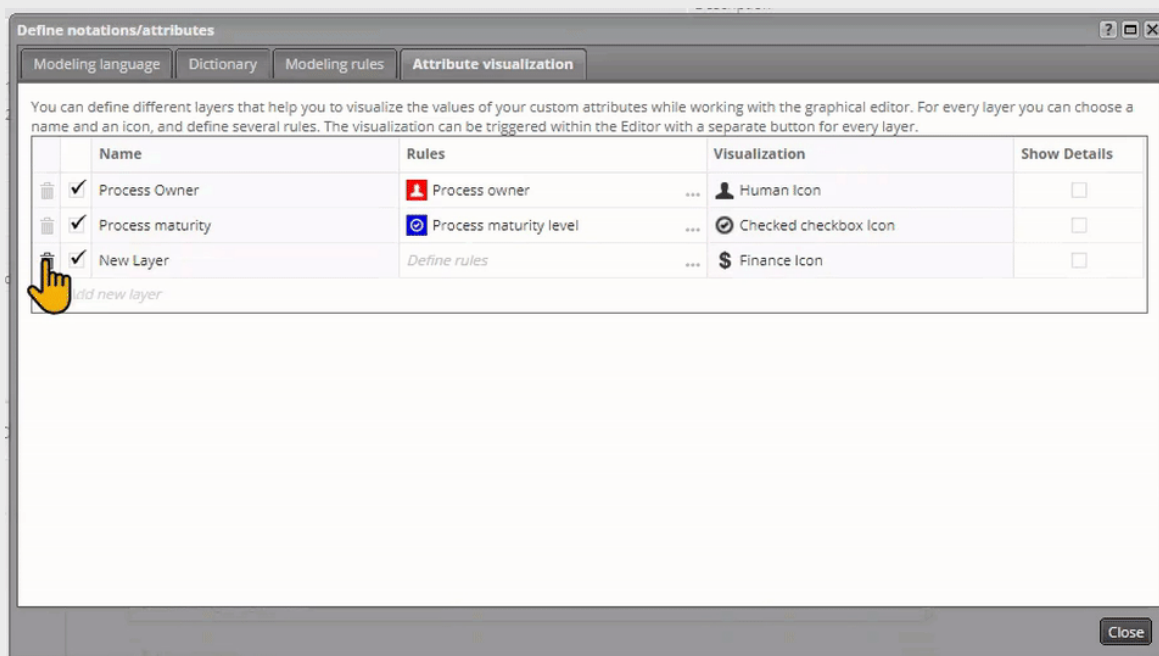 Define notations/attributes
?
Modeling language Dictionary Modeling rules Attribute visualization
You can define different layers that help you to visualize the values of your custom attributes while working with the graphical editor. For every layer you can choose a
name and an icon, and define several rules. The visualization can be triggered within the Editor with a separate button for every layer.
Name Rules Visualization Show Details
Process Owner Process owner ... Human Icon
Process maturity Process maturity level ... Checked checkbox Icon
New Layer Define rules ... $ Finance Icon
new layer
Close